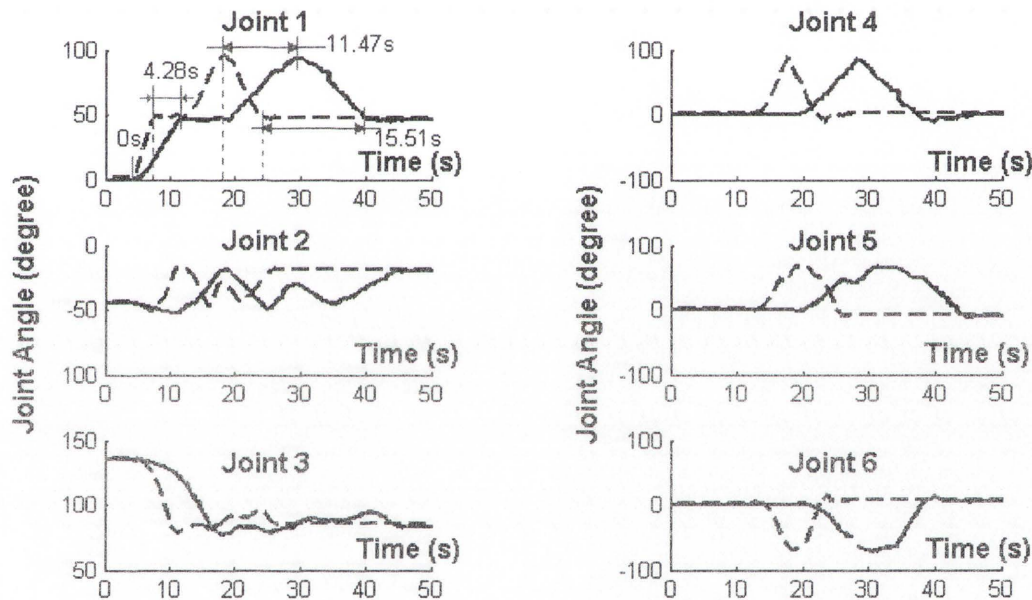 Joint 1
11.47s
4.28s
0s
15.51s
Time (s)
100
50
0
0 10 20 30 40 50
Joint 4
Time (s)
100
0
-100
0 10 20 30 40 50
Joint Angle (degree)
Joint 2
Time (s)
0
-50
100
0 10 20 30 40 50
Joint Angle (degree)
Joint 5
Time (s)
100
0
-100
0 10 20 30 40 50
Joint 3
Time (s)
150
100
50
0 10 20 30 40 50
Joint 6
Time (s)
100
0
-100
0 10 20 30 40 50